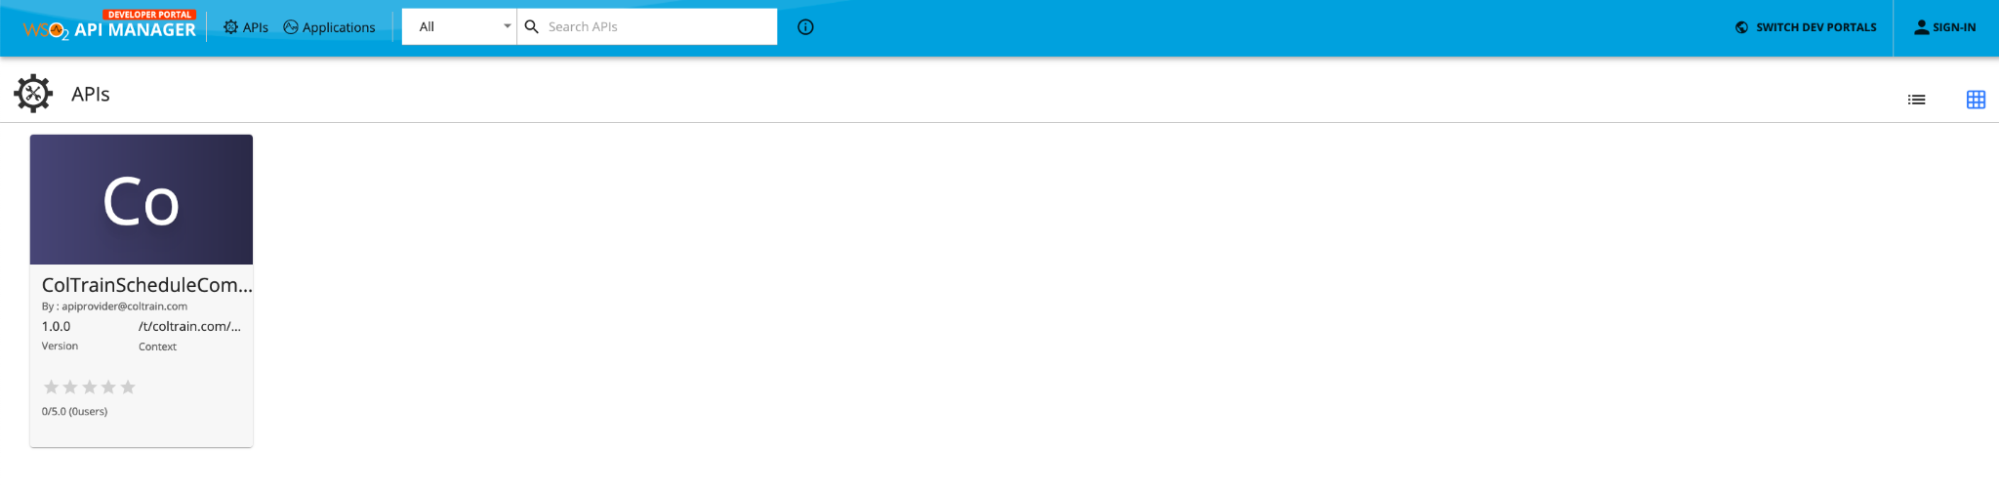 DEVELOPER PORTAL
WSO2 API MANAGER
APIs
Applications
All
Search APIs
SWITCH DEV PORTALS
SIGN-IN
APIs
Co
ColTrainScheduleCom...
By : apiprovider@coltrain.com
1.0.0 /t/coltrain.com/...
Version Context
0/5.0 (0users)